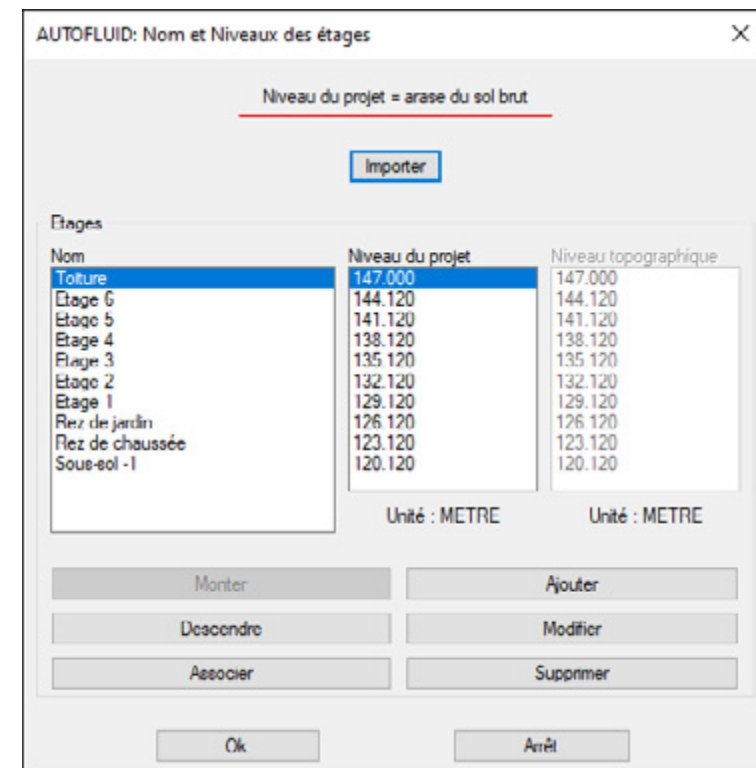 AUTOFLUID: Nom et Niveaux des étages
Niveau du projet = arase du sol brut
Importer
Etages
Nom Niveau du projet Niveau topographique
Toiture 147.000 147.000
Etage 6 144.120 144.120
Etage 5 141.120 141.120
Etage 4 138.120 138.120
Etage 3 135.120 135.120
Etage 2 132.120 132.120
Etage 1 129.120 129.120
Rez de jardin 126.120 126.120
Rez de chaussée 123.120 123.120
Sous-sol -1 120.120 120.120
Unité : METRE Unité : METRE
Monter Ajouter
Descendre Modifier
Associer Supprimer
Ok Arrêt